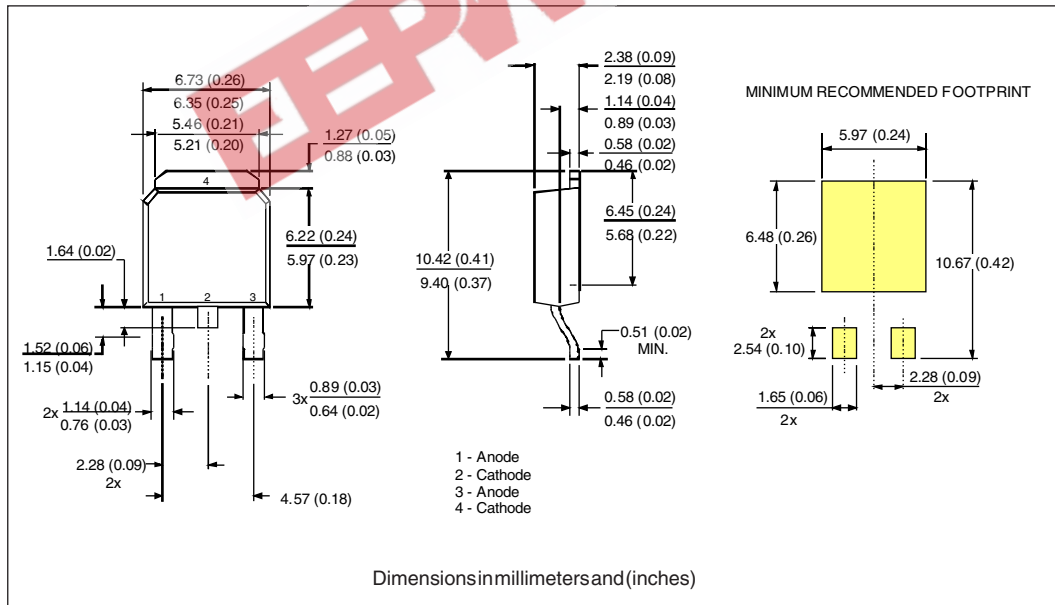 EEPW
6.73 (0.26)
6.35 (0.25)
5.46 (0.21)
5.21 (0.20)
1.27 (0.05)
0.88 (0.03)
4
6.22 (0.24)
5.97 (0.23)
1.64 (0.02)
1
2
3
1.52 (0.06)
1.15 (0.04)
2x 1.14 (0.04)
0.76 (0.03)
3x 0.89 (0.03)
0.64 (0.02)
2.28 (0.09)
2x
4.57 (0.18)
2.38 (0.09)
2.19 (0.08)
1.14 (0.04)
0.89 (0.03)
0.58 (0.02)
0.46 (0.02)
6.45 (0.24)
5.68 (0.22)
10.42 (0.41)
9.40 (0.37)
0.51 (0.02)
MIN.
0.58 (0.02)
0.46 (0.02)
1 - Anode
2 - Cathode
3 - Anode
4 - Cathode
MINIMUM RECOMMENDED FOOTPRINT
5.97 (0.24)
6.48 (0.26)
10.67 (0.42)
2x
2.54 (0.10)
2.28 (0.09)
2x
1.65 (0.06)
2x
Dimensions in millimeters and (inches)